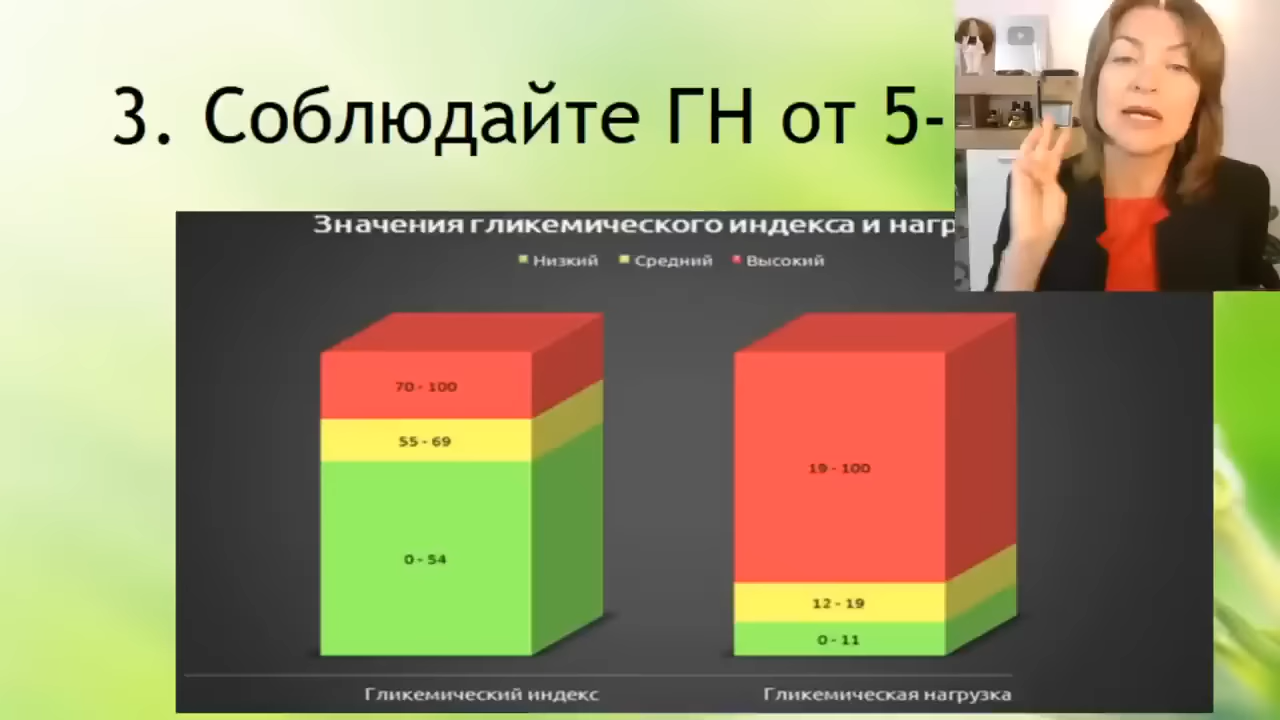 3. Соблюдайте ГН от 5-
Значения гликемического индекса и нагр
Низкий Средний Высокий
70 - 100
55 - 69
0 - 54
19 - 100
12 - 19
0 - 11
Гликемический индекс
Гликемическая нагрузка